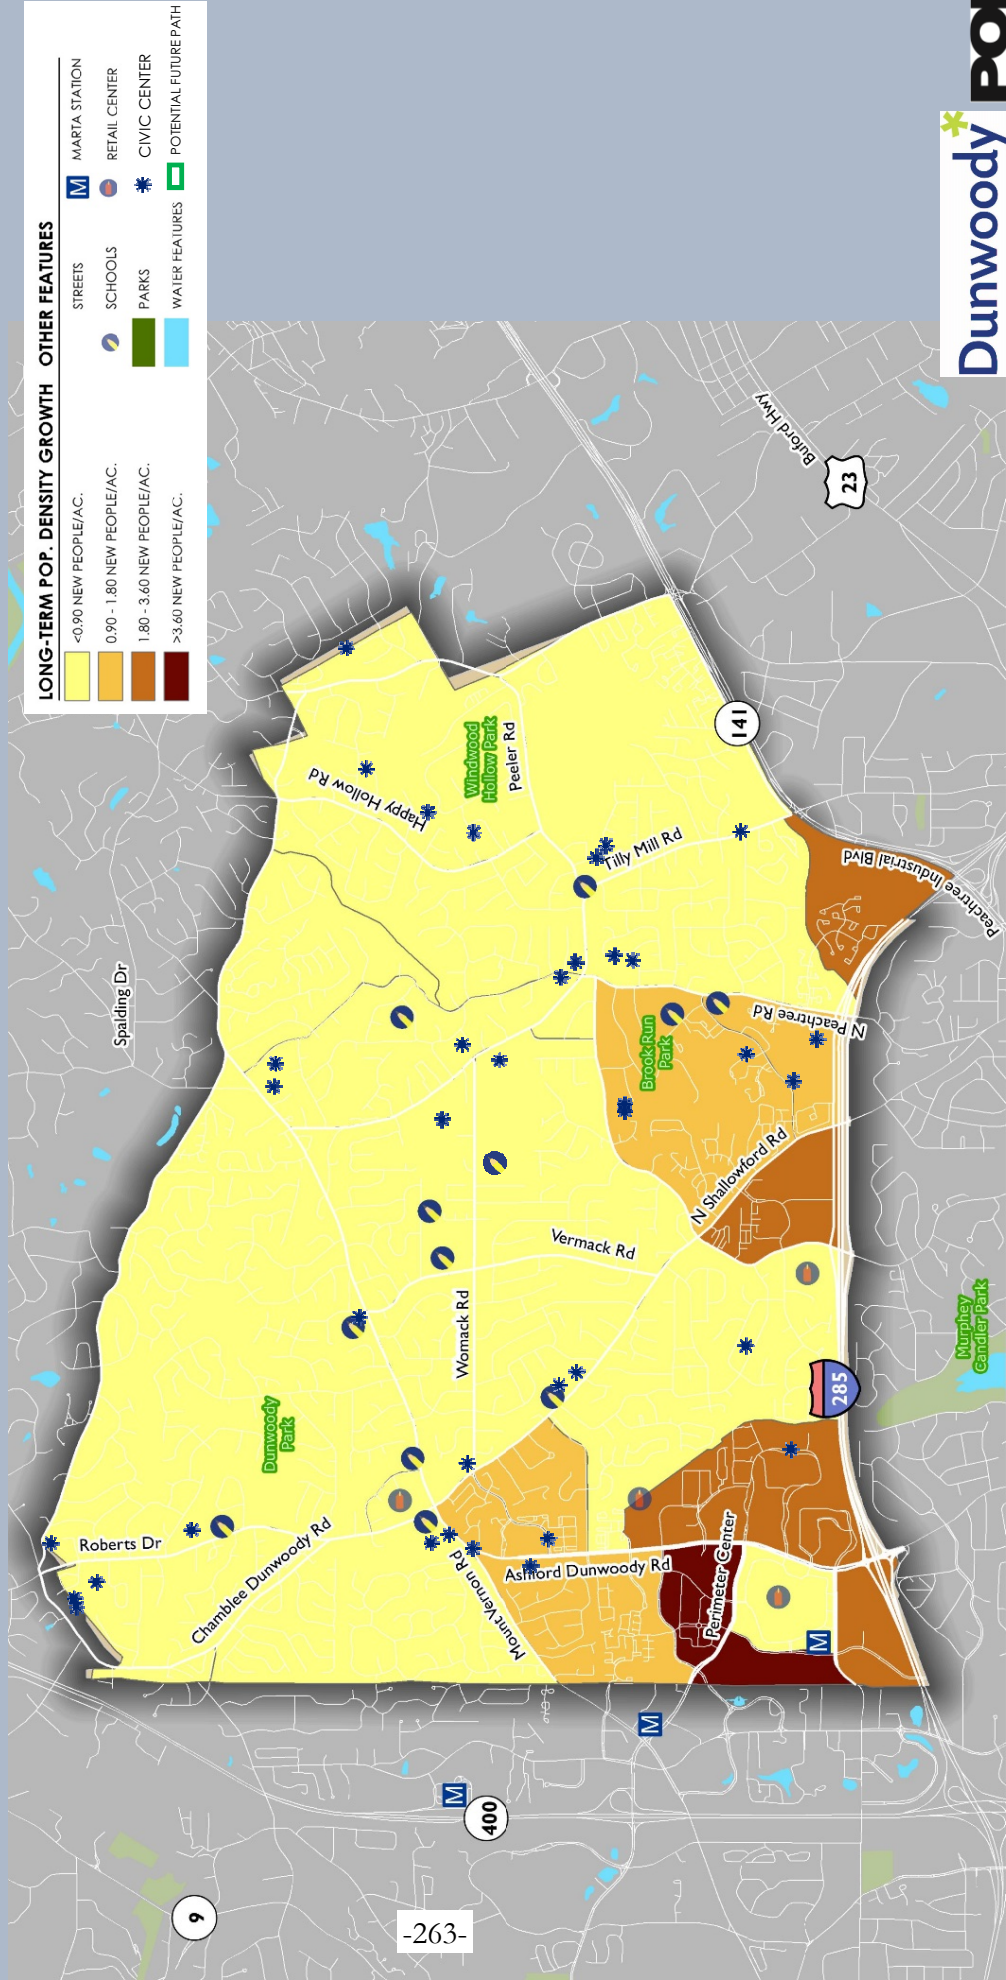 LONG-TERM POP. DENSITY GROWTH
<0.90 NEW PEOPLE/AC.
0.90 - 1.80 NEW PEOPLE/AC.
1.80 - 3.60 NEW PEOPLE/AC.
>3.60 NEW PEOPLE/AC.
OTHER FEATURES
STREETS
SCHOOLS
PARKS
WATER FEATURES
M MARTA STATION
RETAIL CENTER
CIVIC CENTER
POTENTIAL FUTURE PATH
Spalding Dr
Roberts Dr
Chamblee Dunwoody Rd
Dunwoody
Park
Happy Hollow Rd
Windwood
Hollow Park
Peeler Rd
Tilly Mill Rd
Womack Rd
Vermack Rd
Mount Vernon Rd
Ashford Dunwoody Rd
Perimeter Center
Brook Run
Park
N Shallowford Rd
N Peachtree Rd
Peachtree Industrial Blvd
Buford Hwy
23
141
285
400
9
M
M
M
Murphey
Candler Park
Dunwoody*
-263-